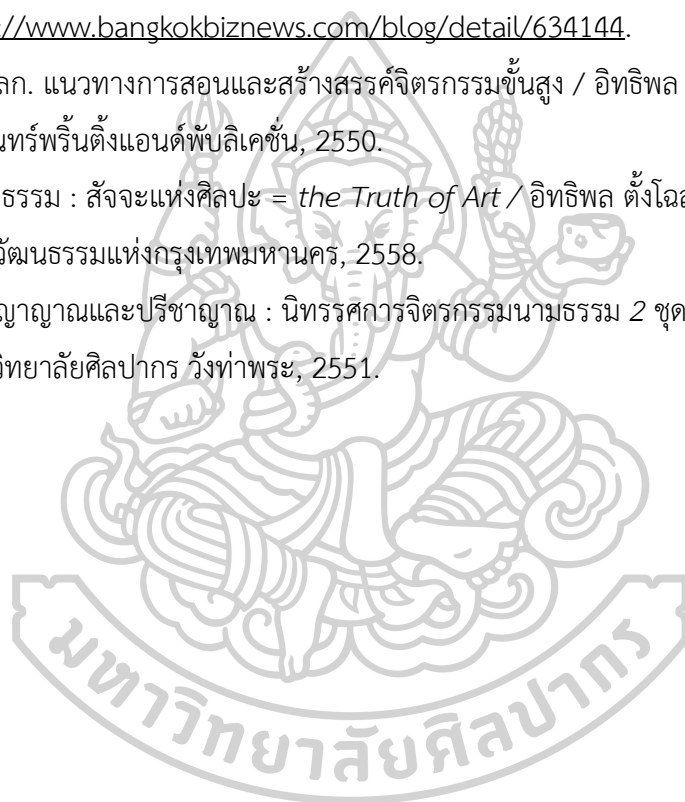 ://www.bangkokbiznews.com/blog/detail/634144.
ลก. แนวทางการสอนและสร้างสรรค์จิตรกรรมขั้นสูง / อิทธิพล
นทร์พริ้นติ้งแอนด์พับลิเคชั่น, 2550.
ธรรม : สัจจะแห่งศิลปะ = the Truth of Art / อิทธิพล ตั้งโฉล
วัฒนธรรมแห่งกรุงเทพมหานคร, 2558.
ญาญาณและปรีชาญาณ : นิทรรศการจิตรกรรมนามธรรม 2 ชุด
วิทยาลัยศิลปากร วังท่าพระ, 2551.
มหาวิทยาลัยศิลปากร